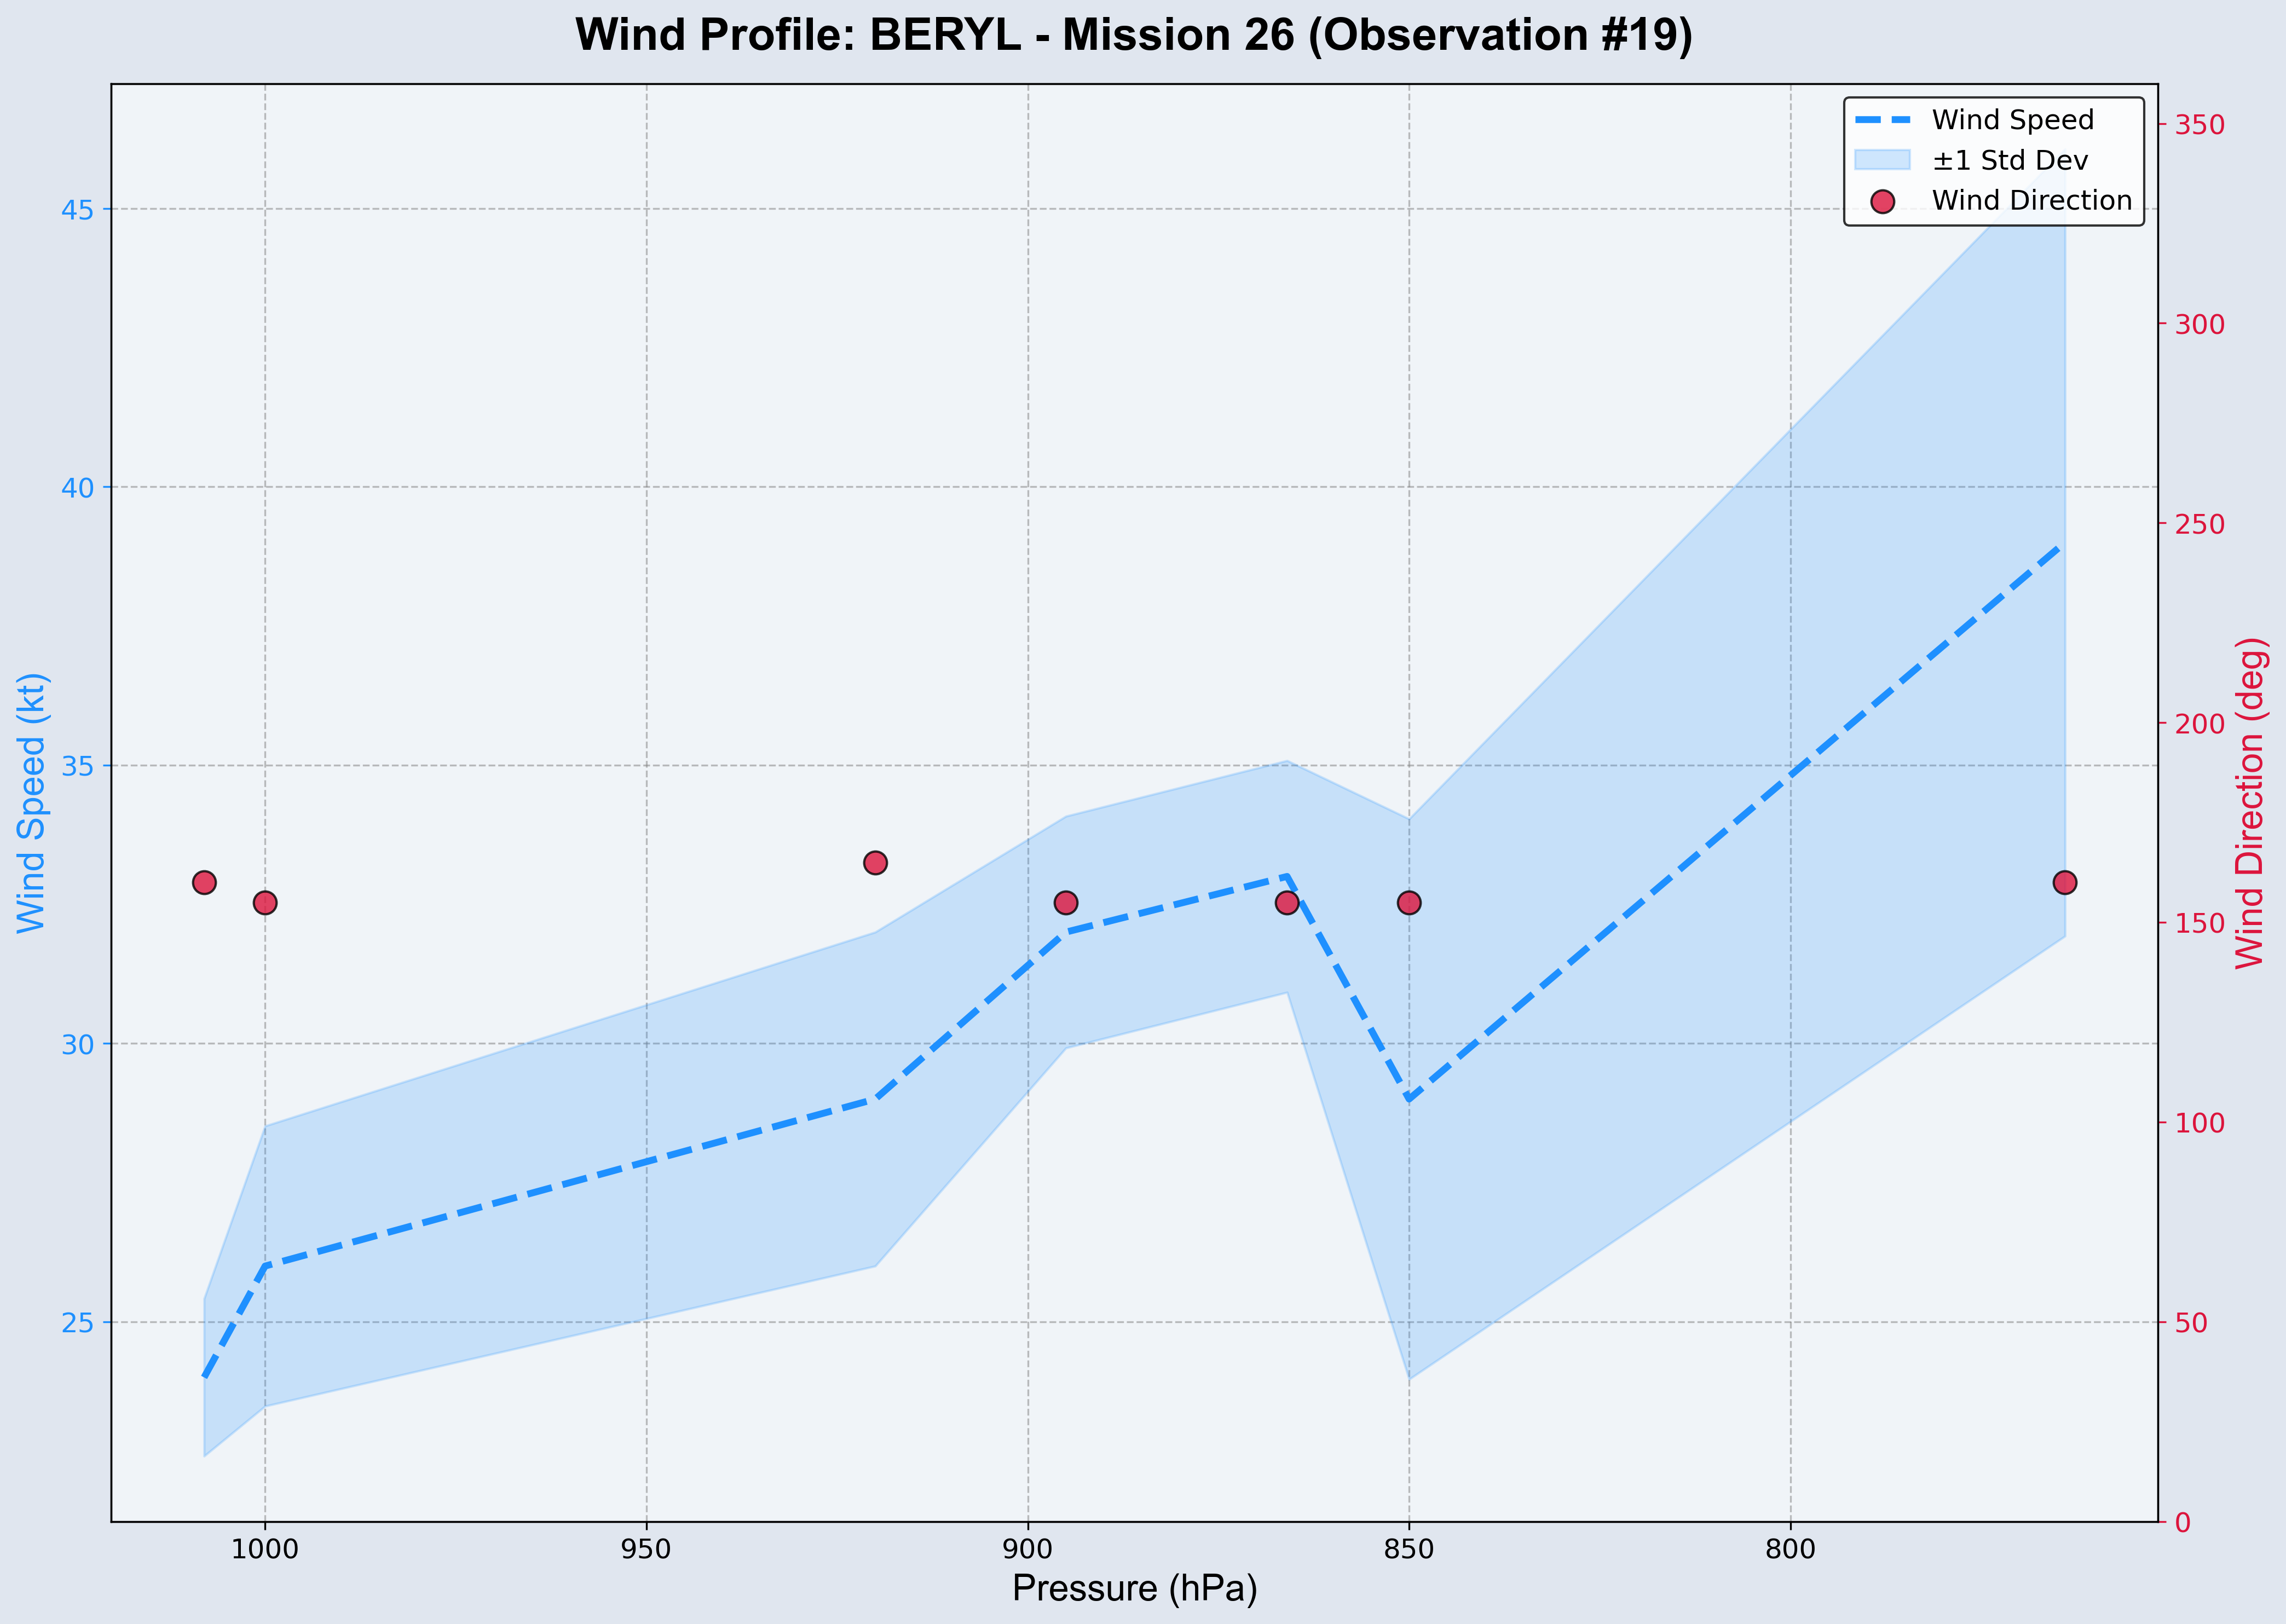 Wind Profile: BERYL - Mission 26 (Observation #19)
Wind Speed
±1 Std Dev
Wind Direction
45
40
35
30
25
Wind Speed (kt)
350
300
250
200
150
100
50
0
Wind Direction (deg)
1000
950
900
850
800
Pressure (hPa)